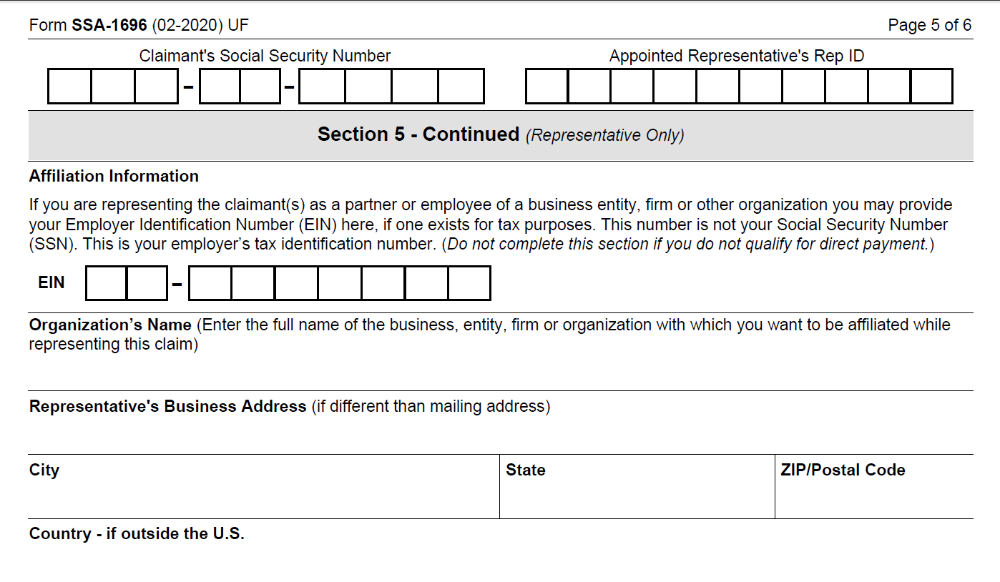 Form SSA-1696 (02-2020) UF Page 5 of 6
Claimant's Social Security Number Appointed Representative's Rep ID
– –
Section 5 - Continued (Representative Only)
Affiliation Information
If you are representing the claimant(s) as a partner or employee of a business entity, firm or other organization you may provide
your Employer Identification Number (EIN) here, if one exists for tax purposes. This number is not your Social Security Number
(SSN). This is your employer’s tax identification number. (Do not complete this section if you do not qualify for direct payment.)
EIN –
Organization’s Name (Enter the full name of the business, entity, firm or organization with which you want to be affiliated while
representing this claim)
Representative's Business Address (if different than mailing address)
City State ZIP/Postal Code
Country - if outside the U.S.